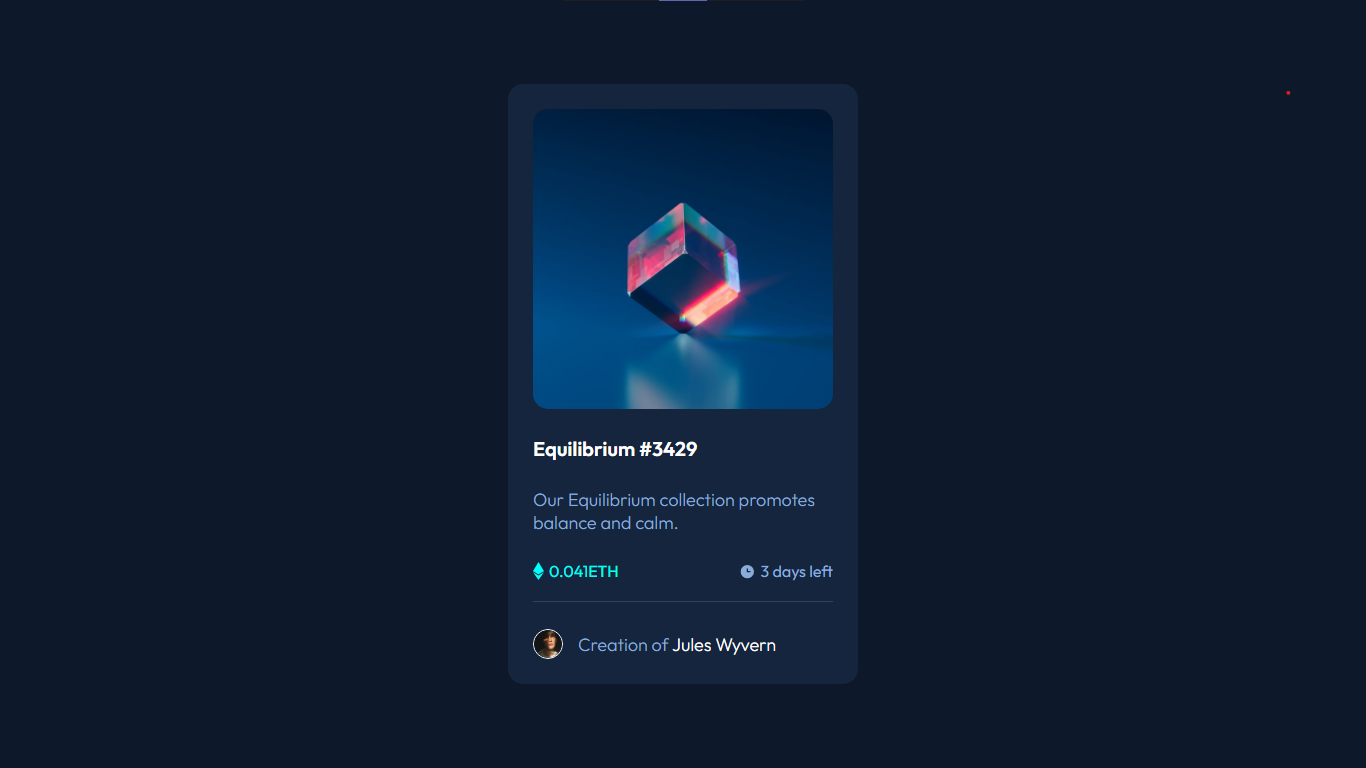 Equilibrium #3429
Our Equilibrium collection promotes
balance and calm.
0.041ETH
3 days left
Creation of Jules Wyvern